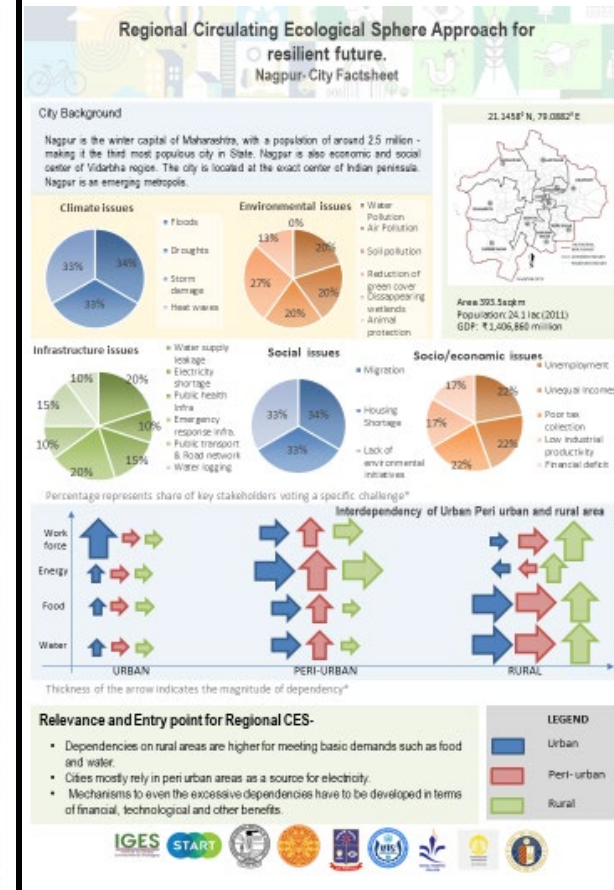 Regional Circulating Ecological Sphere Approach for
resilient future.
Nagpur- City Factsheet
City Background
Nagpur is the winter capital of Maharashtra, with a population of around 2.5 million -
making it the third most populous city in State. Nagpur is also economic and social
center of Vidarbha region. The city is located at the exact center of Indian peninsula.
Nagpur is an emerging metropolis.
21.1458° N, 79.0882° E
Area 393.5sqkm
Population: 24.1 lac(2011)
GDP: ₹1,406,860 million
Climate issues
33%
34%
33%
Floods
Droughts
Storm
damage
Heat waves
Environmental issues
0%
13%
20%
27%
20%
20%
Water
Pollution
Air Pollution
Soil pollution
Reduction of
green cover
Dissappearing
wetlands
Animal
protection
Infrastructure issues
10%
20%
15%
10%
10%
15%
20%
Water supply
leakage
Electricity
shortage
Public health
Infra
Emergency
response infra.
Public transport
& Road network
Water logging
Social issues
33%
34%
33%
Migration
Housing
Shortage
Lack of
environmental
initiatives
Socio/economic issues
17%
22%
17%
22%
22%
Unemployment
Unequal Incomes
Poor tax
collection
Low industrial
productivity
Financial deficit
Percentage represents share of key stakeholders voting a specific challenge*
Interdependency of Urban Peri urban and rural area
Work
force
Energy
Food
Water
URBAN
PERI-URBAN
RURAL
Thickness of the arrow indicates the magnitude of dependency*
Relevance and Entry point for Regional CES-
• Dependencies on rural areas are higher for meeting basic demands such as food
and water.
• Cities mostly rely in peri urban areas as a source for electricity.
• Mechanisms to even the excessive dependencies have to be developed in terms
of financial, technological and other benefits.
LEGEND
Urban
Peri-urban
Rural
IGES
START